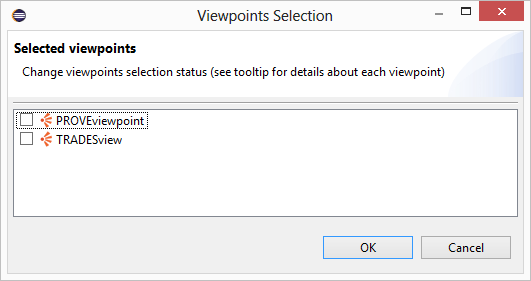 Viewpoints Selection
Selected viewpoints
Change viewpoints selection status (see tooltip for details about each viewpoint)
PROVEviewpoint
TRADESview
OK
Cancel